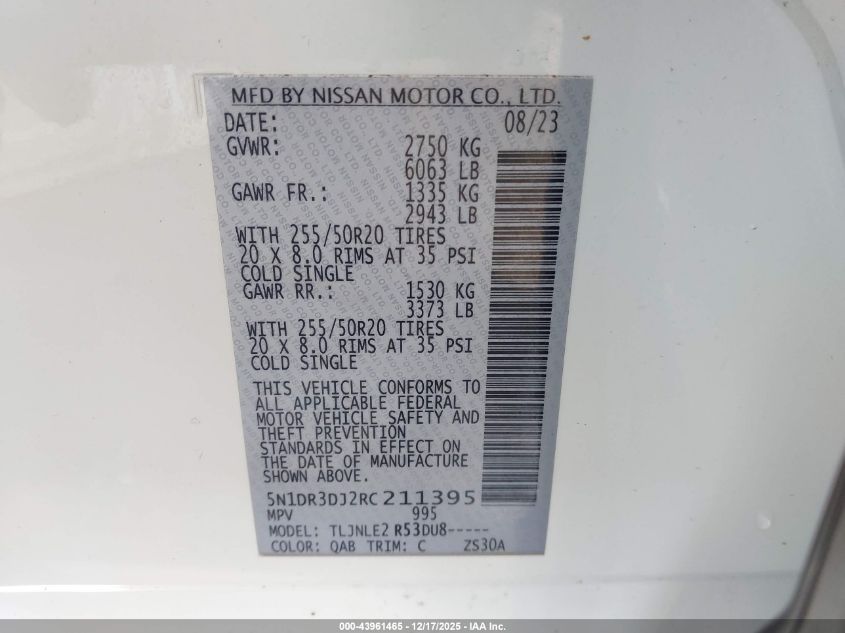 MFD BY NISSAN MOTOR CO., LTD.
DATE: 08/23
GVWR: 2750 KG
6063 LB
GAWR FR.: 1335 KG
2943 LB
WITH 255/50R20 TIRES
20 X 8.0 RIMS AT 35 PSI
COLD SINGLE
GAWR RR.: 1530 KG
3373 LB
WITH 255/50R20 TIRES
20 X 8.0 RIMS AT 35 PSI
COLD SINGLE
THIS VEHICLE CONFORMS TO
ALL APPLICABLE FEDERAL
MOTOR VEHICLE SAFETY AND
THEFT PREVENTION
STANDARDS IN EFFECT ON
THE DATE OF MANUFACTURE
SHOWN ABOVE.
5N1DR3DJ2RC211395
MPV 995
MODEL: TLJNLE2 R53DU8-----
COLOR: QAB TRIM: C ZS30A
000-43961465 - 12/17/2025 - IAA Inc.